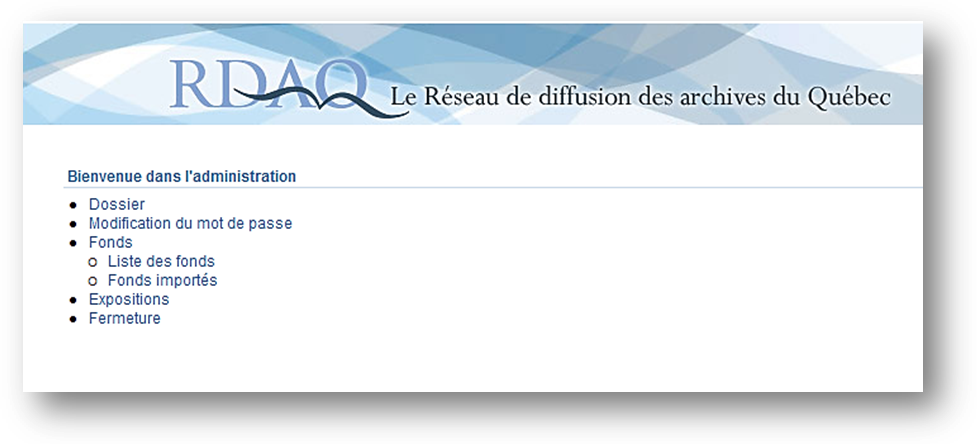 RDAQ Le Réseau de diffusion des archives du Québec
Bienvenue dans l'administration
Dossier
Modification du mot de passe
Fonds
Liste des fonds
Fonds importés
Expositions
Fermeture